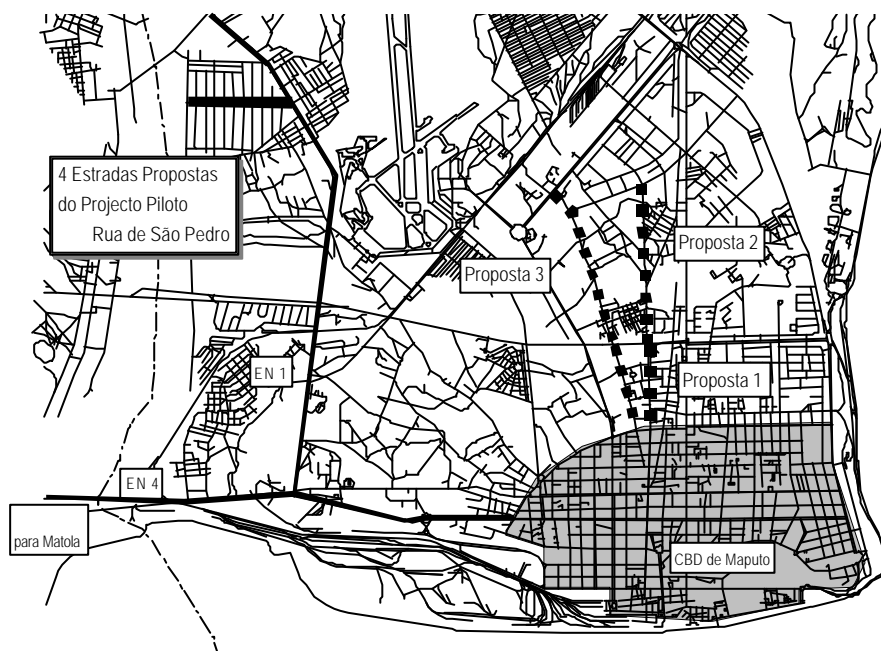 4 Estradas Propostas
do Projecto Piloto
Rua de São Pedro
Proposta 2
Proposta 3
EN 1
Proposta 1
EN 4
para Matola
CBD de Maputo